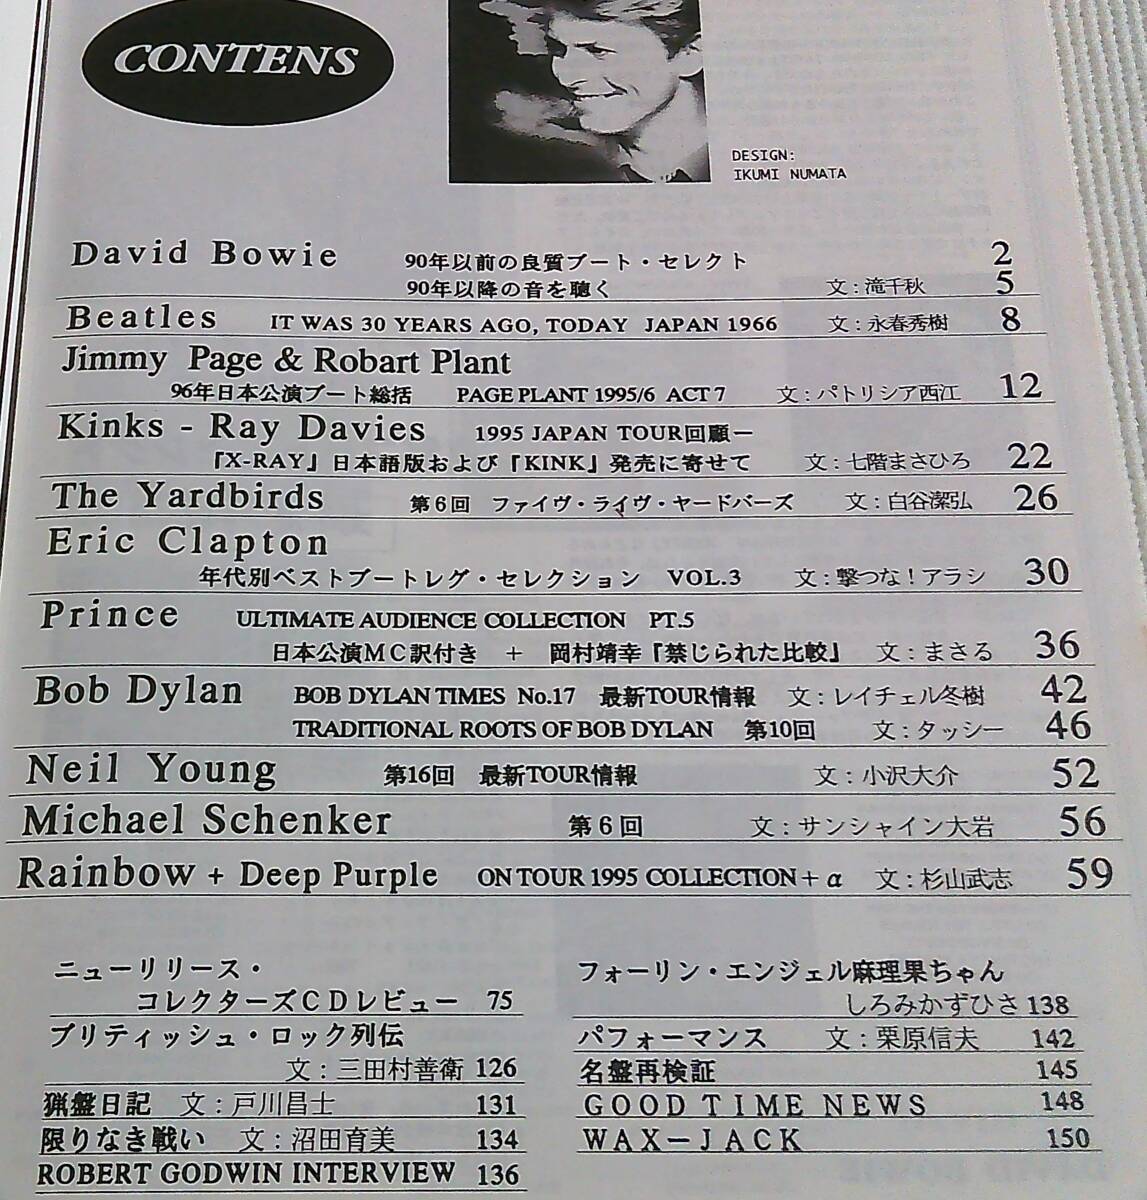 CONTENS
DESIGN:
IKUMI NUMATA
David Bowie 90年以前の良質ブート・セレクト 2
90年以降の音を聴く 文:滝千秋 5
Beatles IT WAS 30 YEARS AGO, TODAY JAPAN 1966 文:永春秀樹 8
Jimmy Page & Robart Plant
96年日本公演ブート総括 PAGE PLANT 1995/6 ACT 7 文:パトリシア西江 12
Kinks - Ray Davies 1995 JAPAN TOUR回顧ー
『X-RAY』日本語版および『KINK』発売に寄せて 文:七階まさひろ 22
The Yardbirds 第6回 ファイヴ・ライヴ・ヤードバーズ 文:白谷潔弘 26
Eric Clapton
年代別ベストブートレグ・セレクション VOL.3 文:撃つな!アラシ 30
Prince ULTIMATE AUDIENCE COLLECTION PT.5
日本公演MC訳付き + 岡村靖幸『禁じられた比較』 文:まさる 36
Bob Dylan BOB DYLAN TIMES No.17 最新TOUR情報 文:レイチェル冬樹 42
TRADITIONAL ROOTS OF BOB DYLAN 第10回 文:タッシー 46
Neil Young 第16回 最新TOUR情報 文:小沢大介 52
Michael Schenker 第6回 文:サンシャイン大岩 56
Rainbow + Deep Purple ON TOUR 1995 COLLECTION+α 文:杉山武志 59
ニューリリース・
コレクターズCDレビュー 75
ブリティッシュ・ロック列伝
文:三田村善衛 126
猟盤日記 文:戸川昌士 131
限りなき戦い 文:沼田育美 134
ROBERT GODWIN INTERVIEW 136
フォーリン・エンジェル麻理果ちゃん
しろみかずひさ 138
パフォーマンス 文:栗原信夫 142
名盤再検証 145
GOOD TIME NEWS 148
WAX-JACK 150